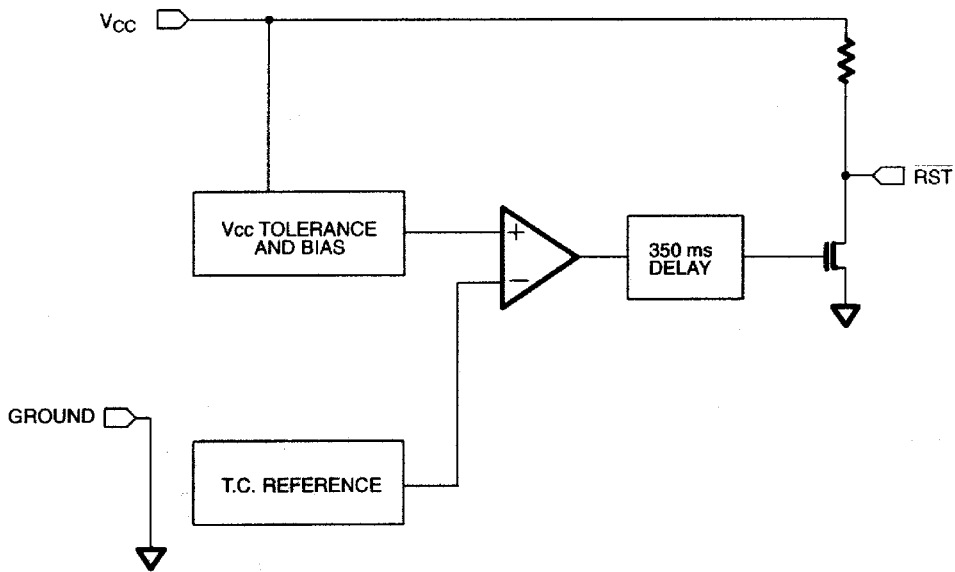 VCC
RST
Vcc TOLERANCE
AND BIAS
+
−
350 ms
DELAY
GROUND
T.C. REFERENCE